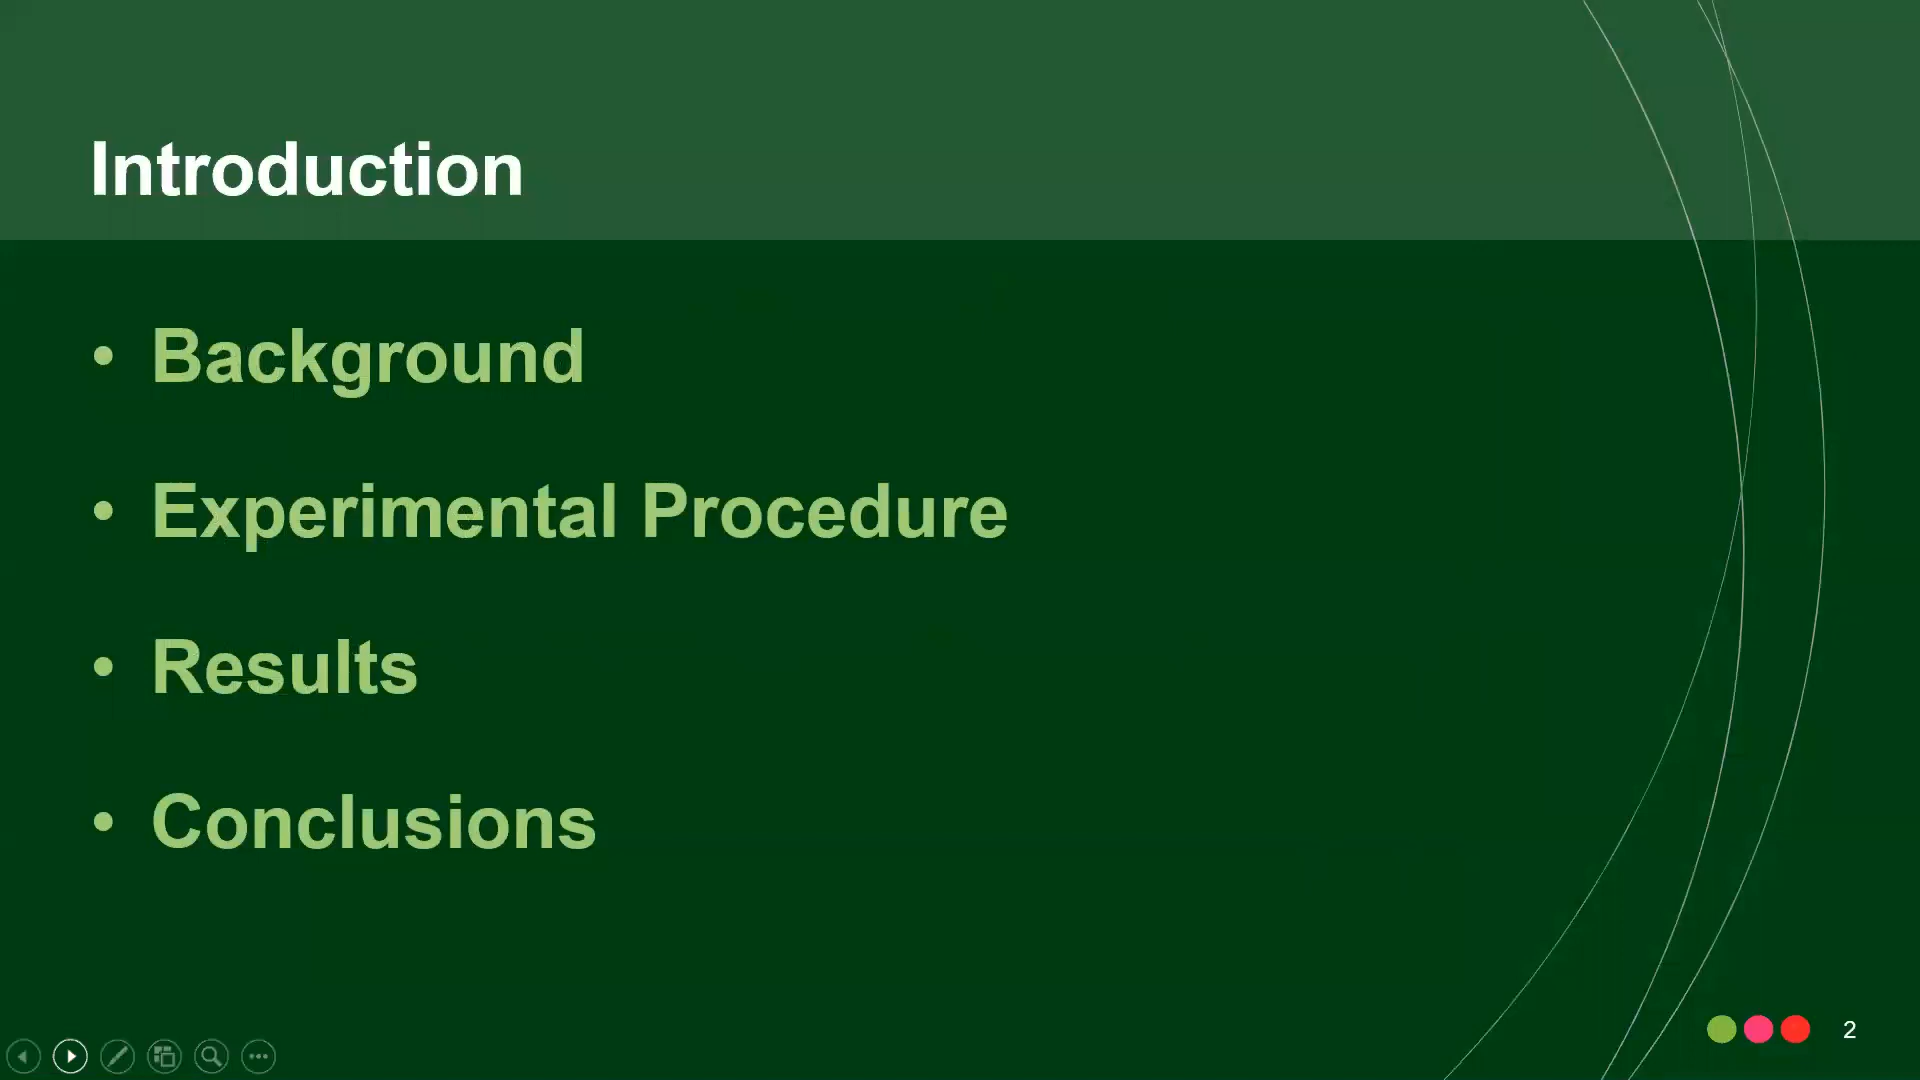 Introduction
• Background
• Experimental Procedure
• Results
• Conclusions
2